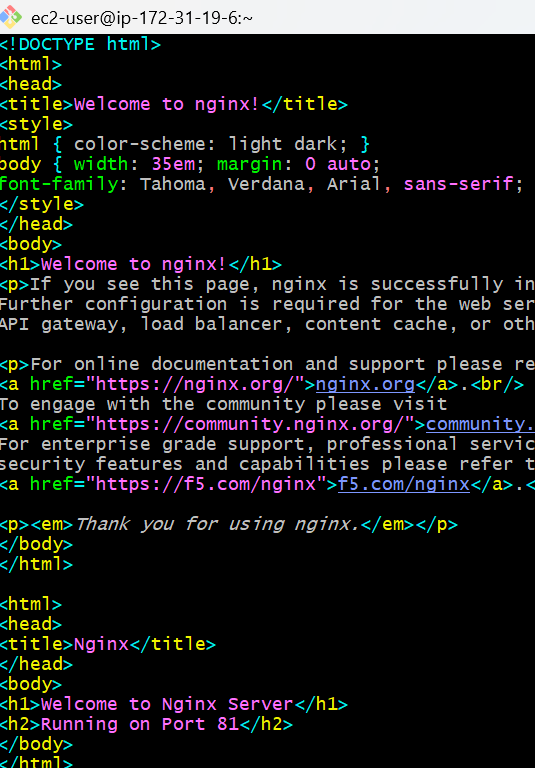 ec2-user@ip-172-31-19-6:~
<!DOCTYPE html>
<html>
<head>
<title>Welcome to nginx!</title>
<style>
html { color-scheme: light dark; }
body { width: 35em; margin: 0 auto;
font-family: Tahoma, Verdana, Arial, sans-serif;
</style>
</head>
<body>
<h1>Welcome to nginx!</h1>
<p>If you see this page, nginx is successfully in
Further configuration is required for the web ser
API gateway, load balancer, content cache, or oth

<p>For online documentation and support please re
<a href="https://nginx.org/">nginx.org</a>.<br/>
To engage with the community please visit
<a href="https://community.nginx.org/">community.
For enterprise grade support, professional servic
security features and capabilities please refer t
<a href="https://f5.com/nginx">f5.com/nginx</a>.<

<p><em>Thank you for using nginx.</em></p>
</body>
</html>

<html>
<head>
<title>Nginx</title>
</head>
<body>
<h1>Welcome to Nginx Server</h1>
<h2>Running on Port 81</h2>
</body>
</html>